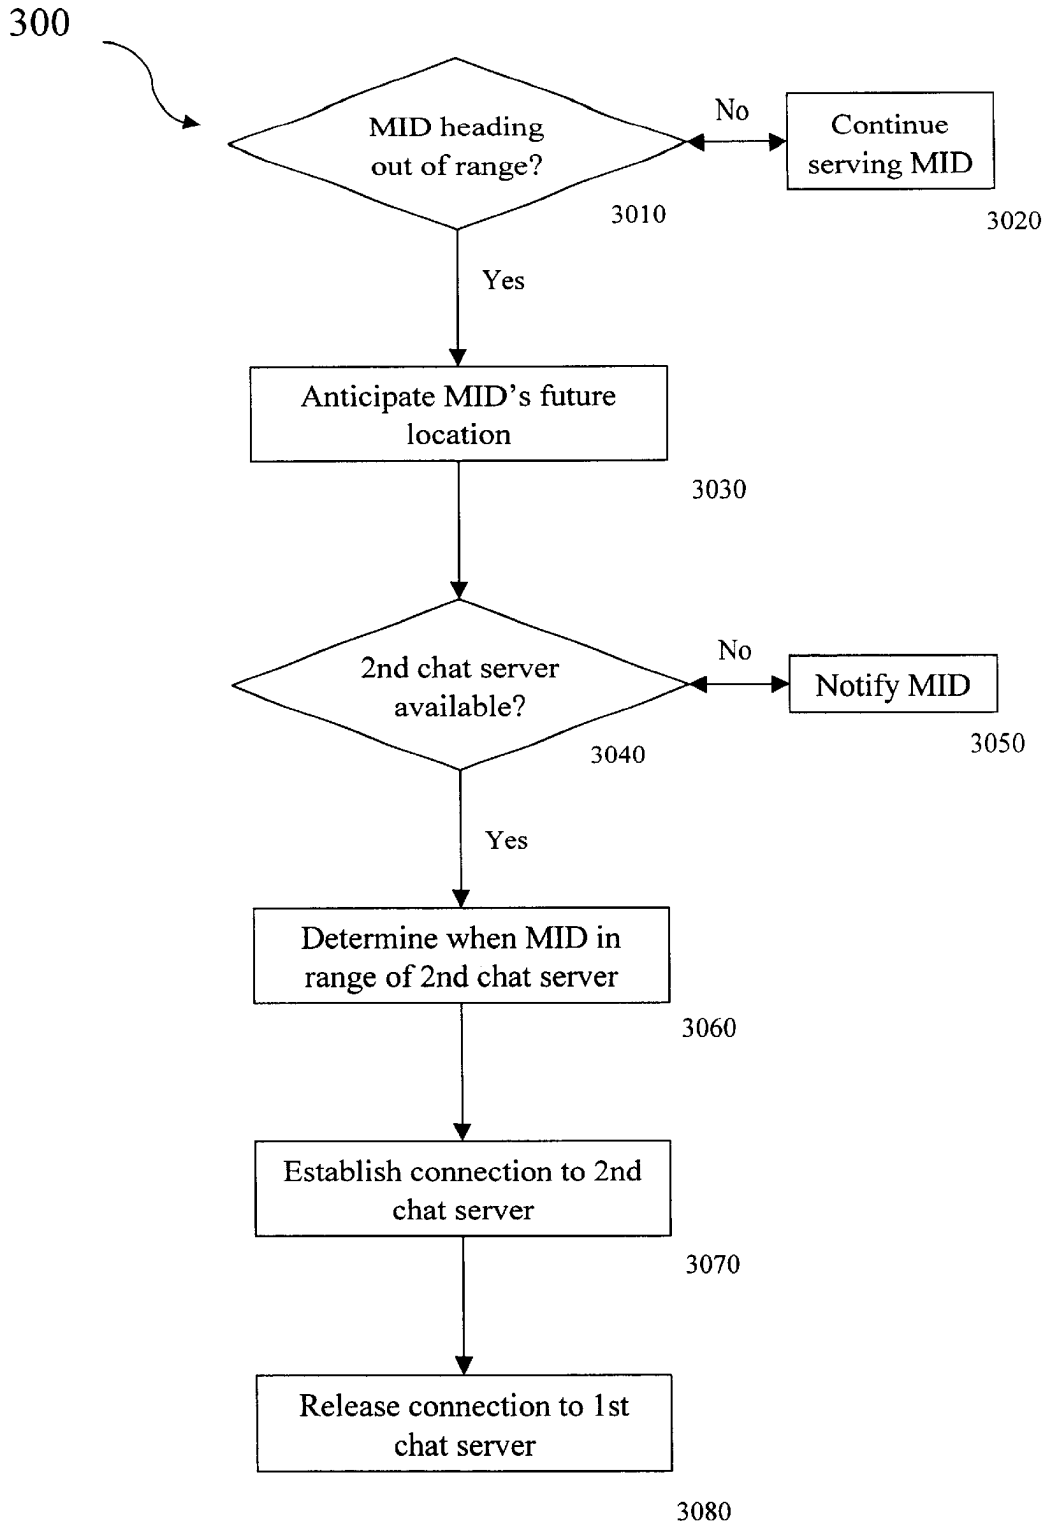 300
MID heading
out of range?
No
Continue
serving MID
3010
3020
Yes
Anticipate MID's future
location
3030
2nd chat server
available?
No
Notify MID
3040
3050
Yes
Determine when MID in
range of 2nd chat server
3060
Establish connection to 2nd
chat server
3070
Release connection to 1st
chat server
3080